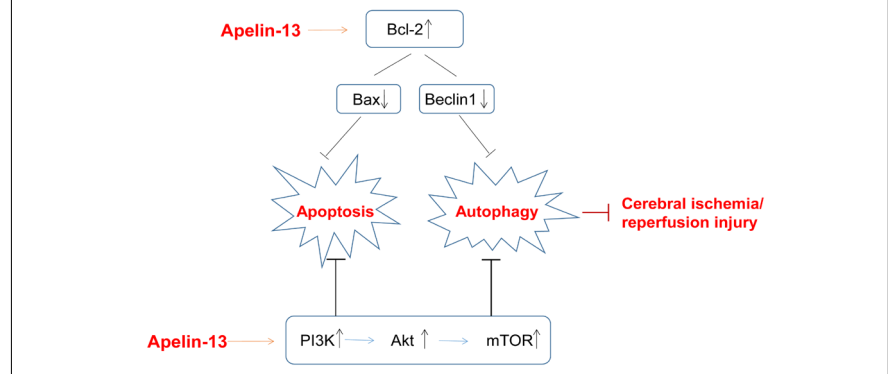 Apelin-13
Bcl-2↑
Bax↓
Beclin1↓
Apoptosis
Autophagy
Cerebral ischemia/
reperfusion injury
Apelin-13
PI3K↑
Akt ↑
mTOR↑